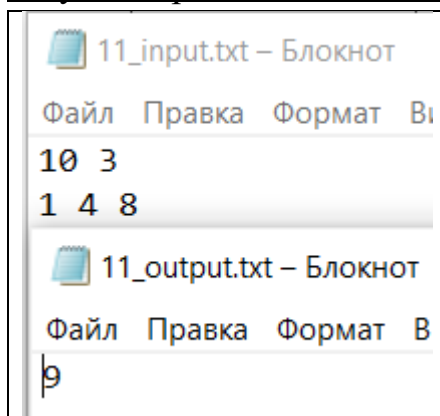 11_input.txt – Блокнот
Файл Правка Формат
10 3
1 4 8
11_output.txt – Блокнот
Файл Правка Формат В
9